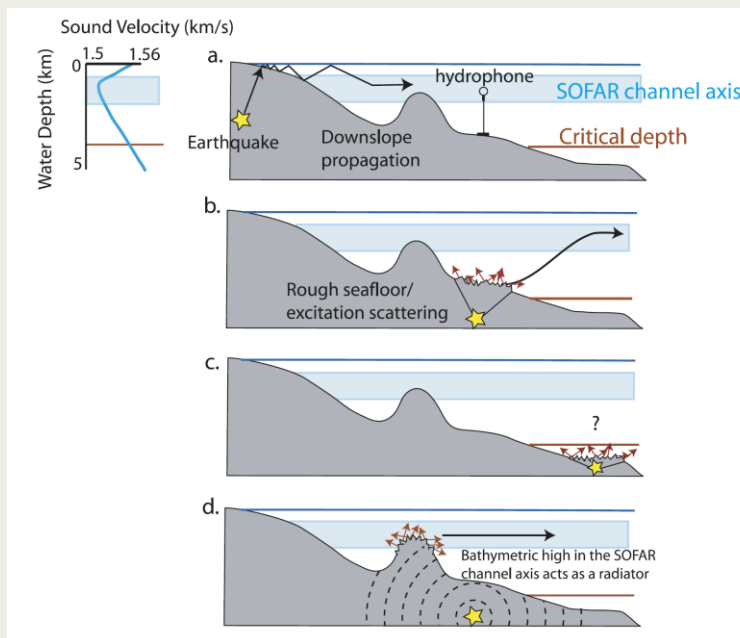 Sound Velocity (km/s)
1.5 1.56
0
Water Depth (km)
5
a.
hydrophone
SOFAR channel axis
Earthquake
Downslope
propagation
Critical depth
b.
Rough seafloor/
excitation scattering
c.
?
d.
Bathymetric high in the SOFAR
channel axis acts as a radiator